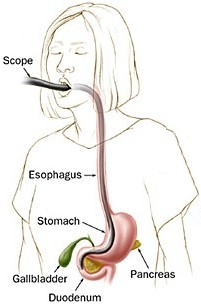 Scope
Esophagus
Stomach
Gallbladder
Pancreas
Duodenum